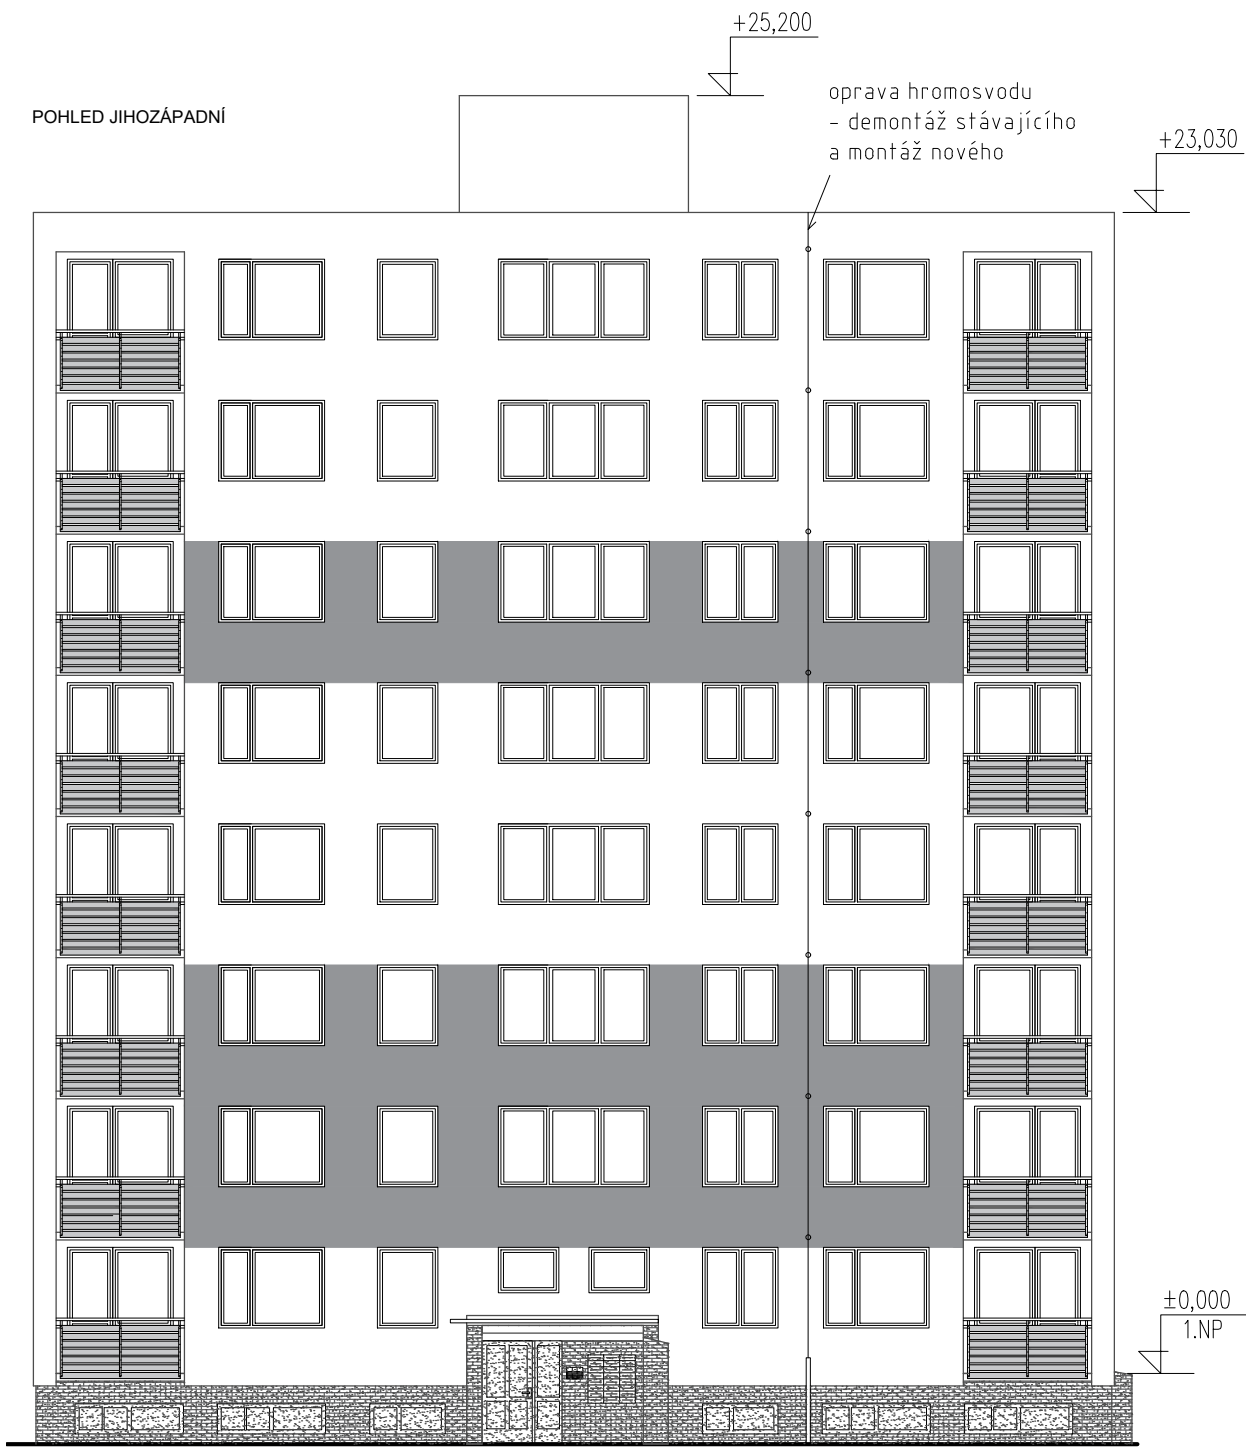 +25,200
POHLED JIHOZÁPADNÍ
oprava hromosvodu
- demontáž stávajícího
a montáž nového
+23,030
±0,000
1.NP